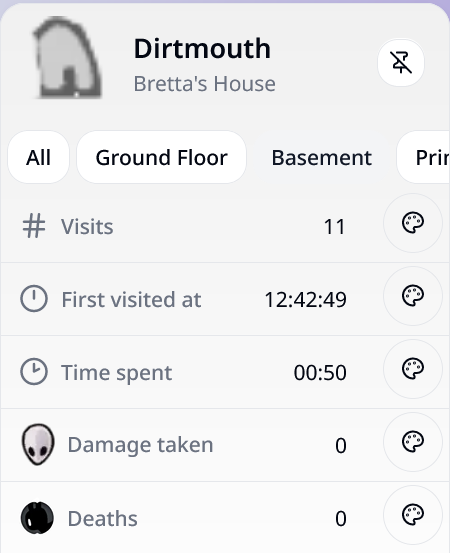 Dirtmouth
Bretta's House
All Ground Floor Basement Prin
Visits 11
First visited at 12:42:49
Time spent 00:50
Damage taken 0
Deaths 0